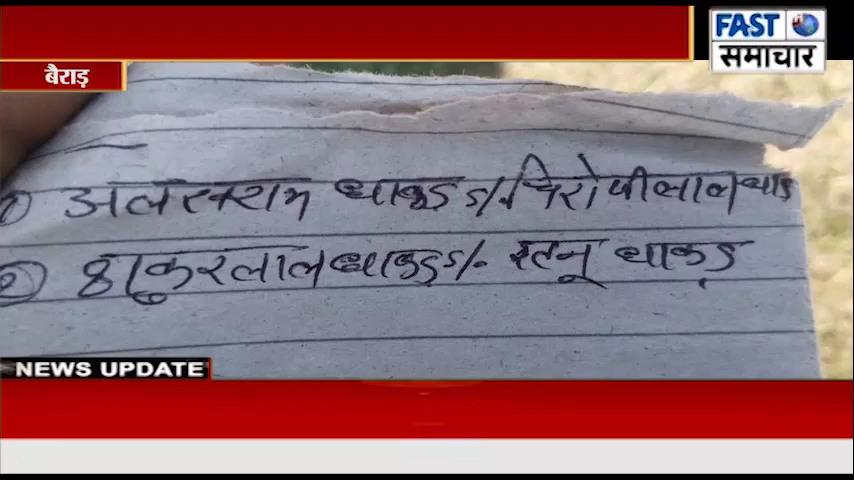 FAST
समाचार
बैराड़
① अलखराम धाकड़ S/. चिरोंजीलाल धाक
② ठाकुरलाल धाकड़ S/. रतनू धाकड़
NEWS UPDATE